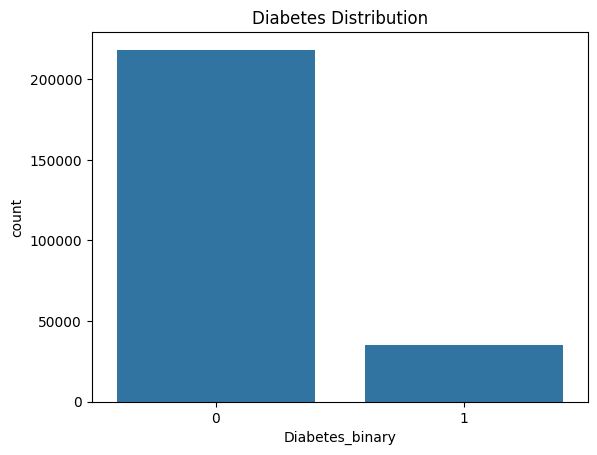 Diabetes Distribution
200000
150000
100000
50000
0
count
0 1
Diabetes_binary